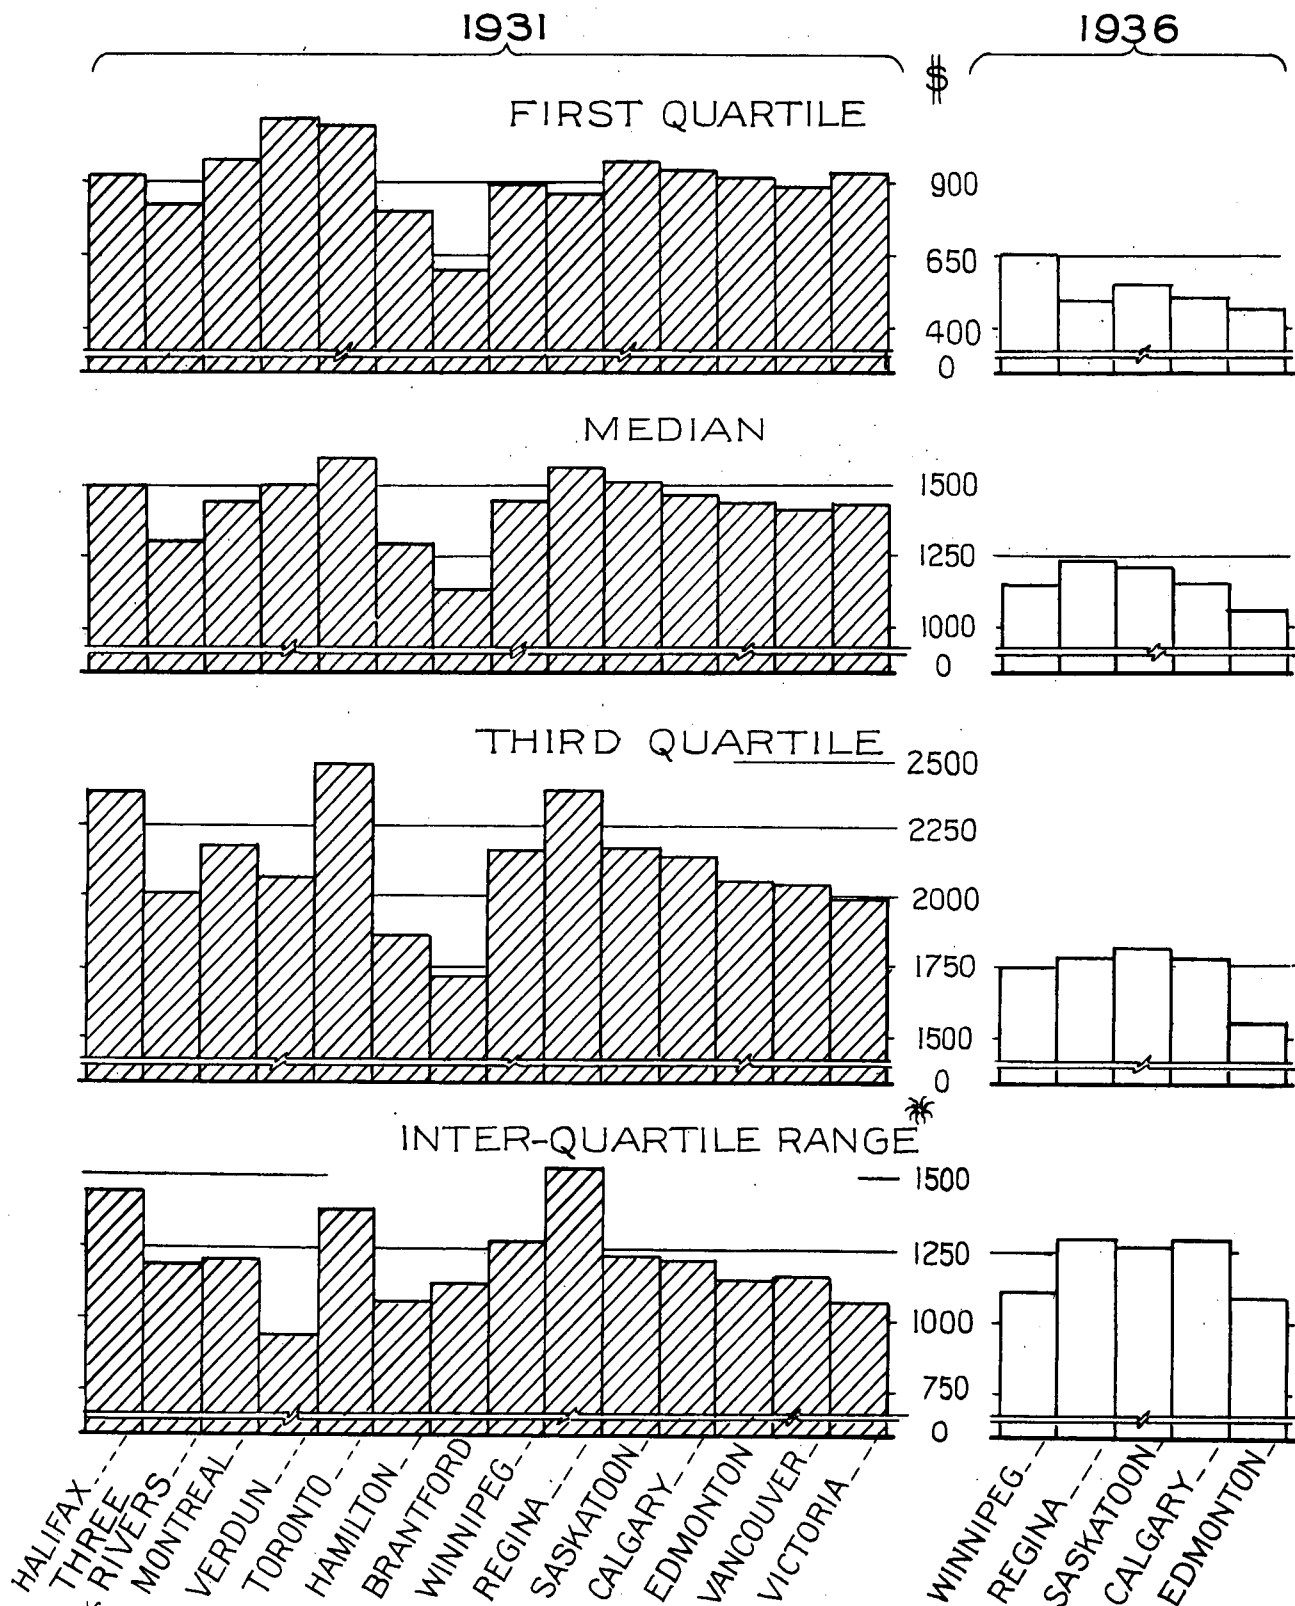 1931
1936
$
FIRST QUARTILE
900
650
400
0
MEDIAN
1500
1250
1000
0
THIRD QUARTILE
2500
2250
2000
1750
1500
0
INTER-QUARTILE RANGE*
1500
1250
1000
750
0
HALIFAX
THREE
RIVERS
MONTREAL
VERDUN
TORONTO
HAMILTON
BRANTFORD
WINNIPEG
REGINA
SASKATOON
CALGARY
EDMONTON
VANCOUVER
VICTORIA
WINNIPEG
REGINA
SASKATOON
CALGARY
EDMONTON